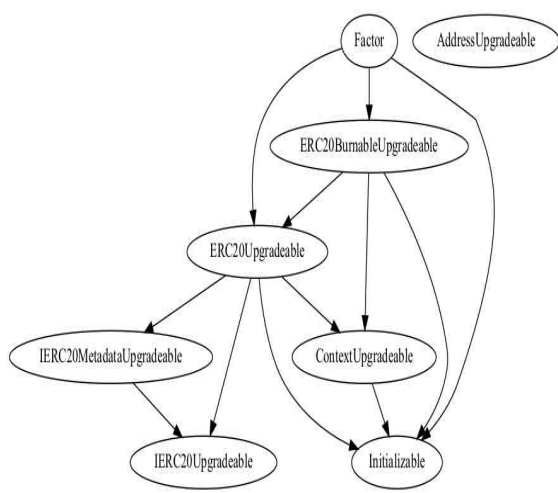 Factor
AddressUpgradeable
ERC20BurnableUpgradeable
ERC20Upgradeable
IERC20MetadataUpgradeable
ContextUpgradeable
IERC20Upgradeable
Initializable